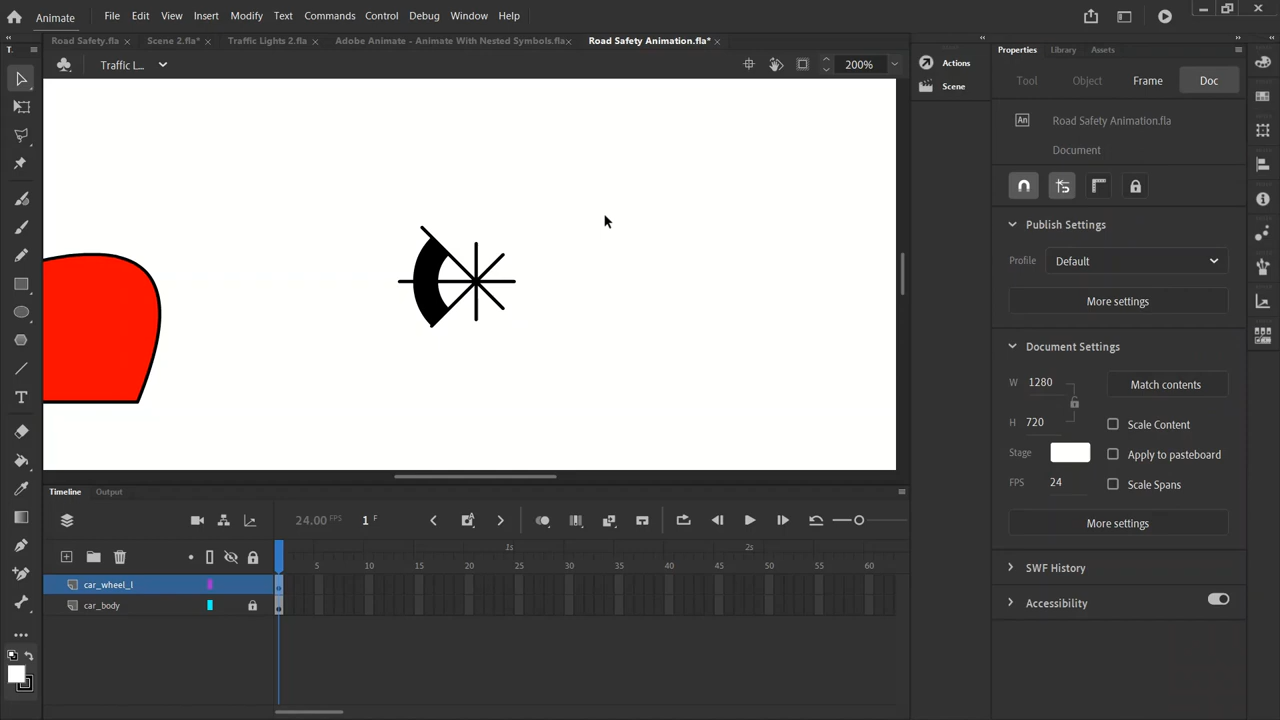 Animate File Edit View Insert Modify Text Commands Control Debug Window Help
Road Safety.fla Scene 2.fla* Traffic Lights 2.fla Adobe Animate - Animate With Nested Symbols.fla Road Safety Animation.fla*
Traffic L... 200%
T.
T
Timeline Output
24.00 FPS 1 F
1s 2s
5 10 15 20 25 30 35 40 45 50 55 60
car_wheel_l
car_body
Actions
Scene
Properties Library Assets
Tool Object Frame Doc
An Road Safety Animation.fla
Document
Publish Settings
Profile Default
More settings
Document Settings
W 1280 Match contents
H 720 Scale Content
Stage Apply to pasteboard
FPS 24 Scale Spans
More settings
SWF History
Accessibility